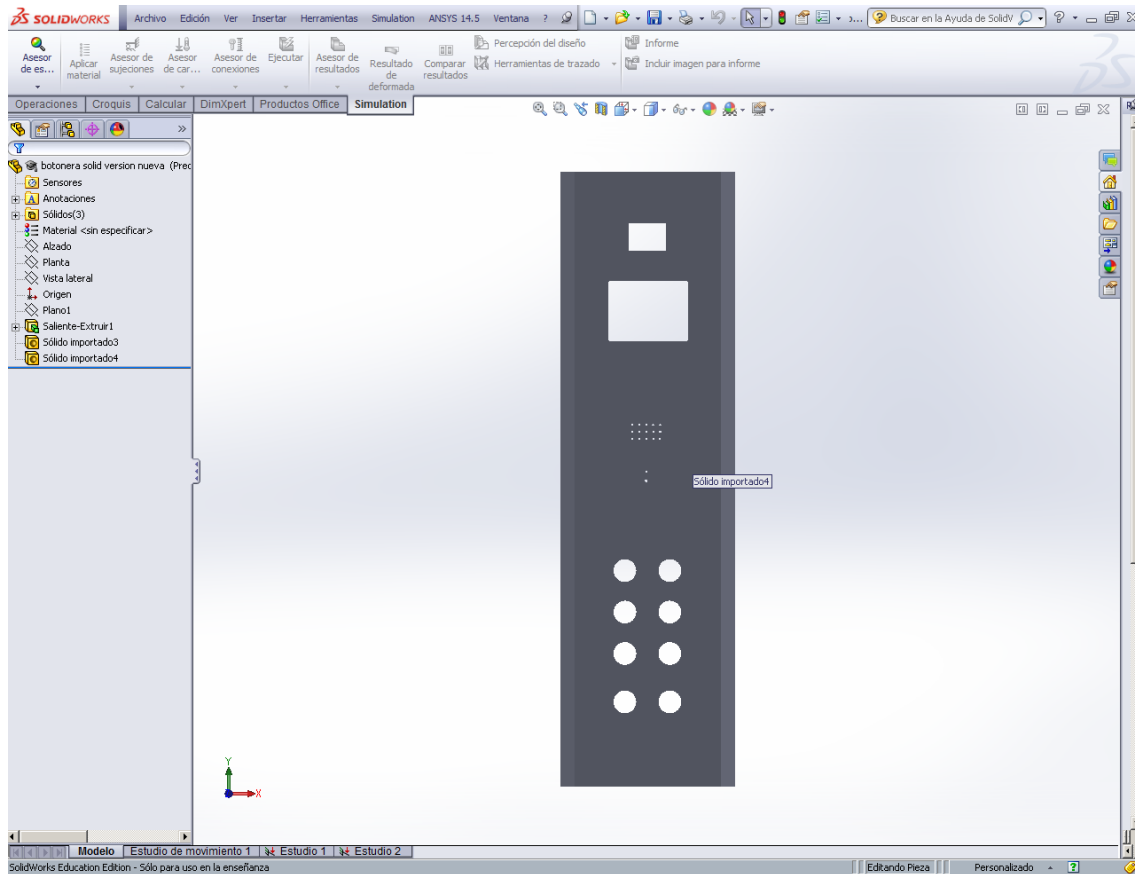 SOLIDWORKS Archivo Edición Ver Insertar Herramientas Simulation ANSYS 14.5 Ventana ? Buscar en la Ayuda de SolidW
Asesor de es...
Aplicar material
Asesor de sujeciones
Asesor de car...
Asesor de conexiones
Ejecutar
Asesor de resultados
Resultado de deformada
Comparar resultados
Percepción del diseño
Herramientas de trazado
Informe
Incluir imagen para informe
Operaciones Croquis Calcular DimXpert Productos Office Simulation
botonera solid version nueva (Prec
Sensores
Anotaciones
Sólidos(3)
Material <sin especificar>
Alzado
Planta
Vista lateral
Origen
Plano1
Saliente-Extruir1
Sólido importado3
Sólido importado4
Sólido importado4
Y
X
Modelo Estudio de movimiento 1 Estudio 1 Estudio 2
SolidWorks Education Edition - Sólo para uso en la enseñanza Editando Pieza Personalizado